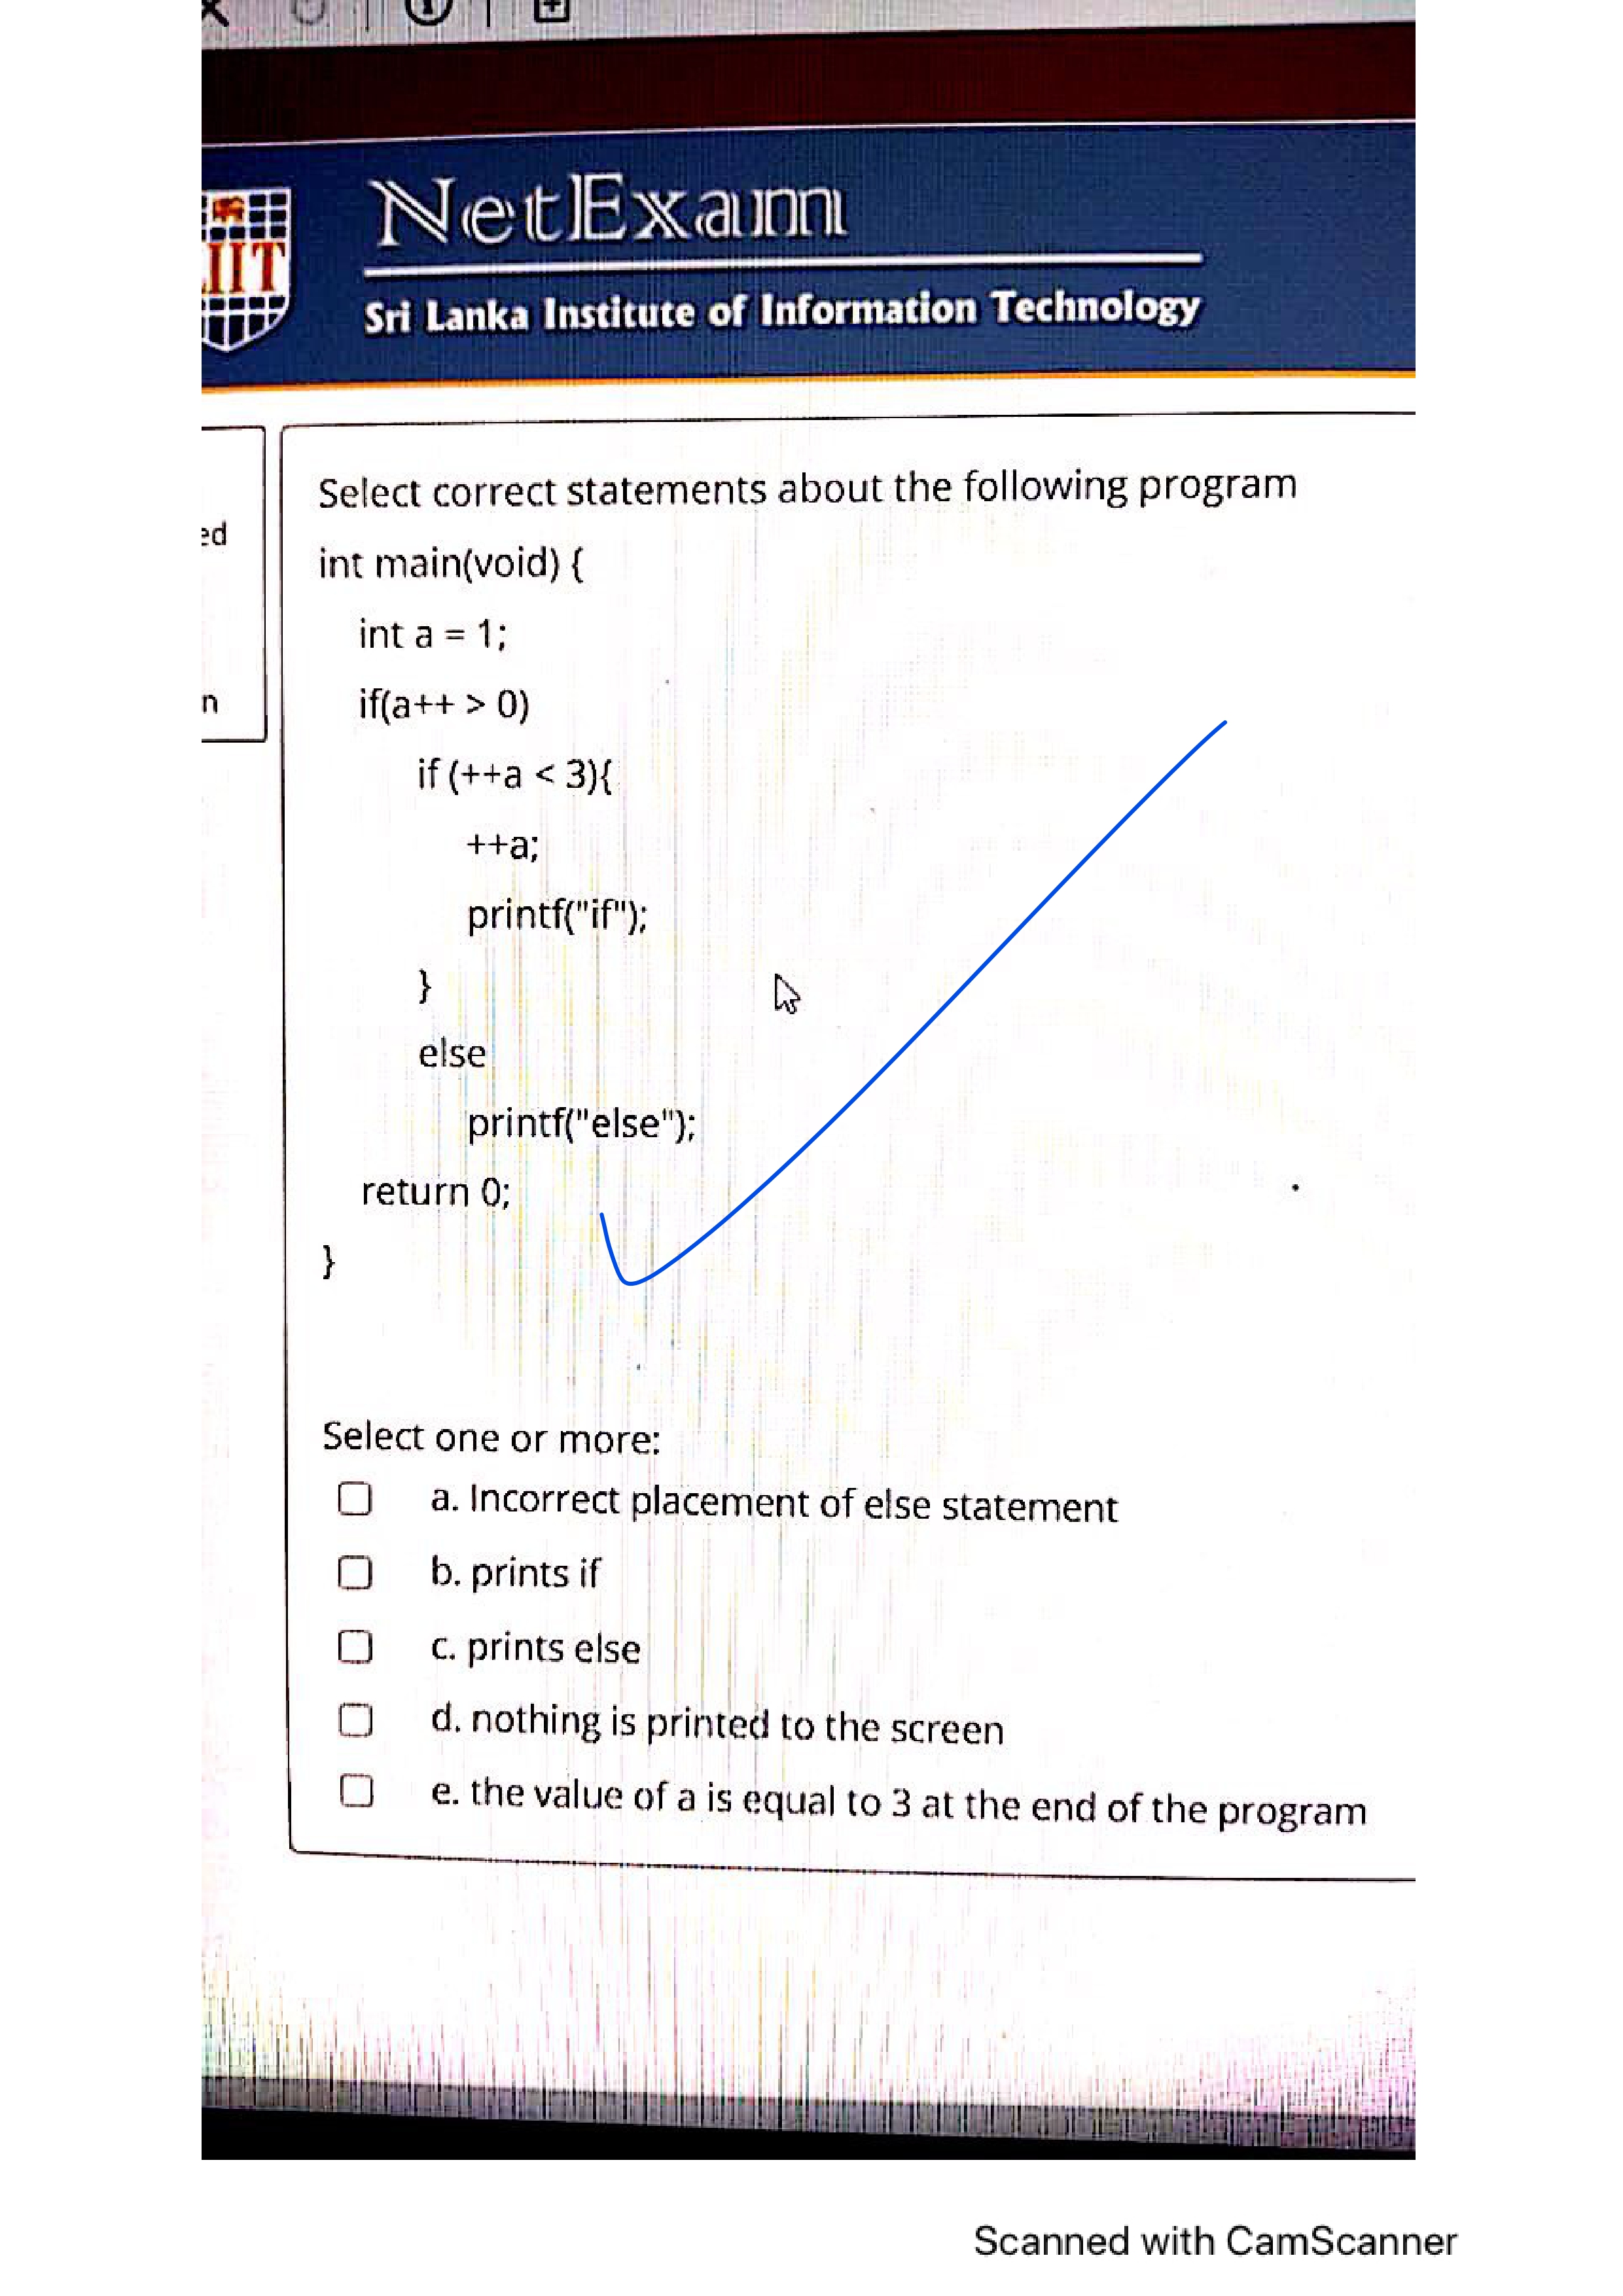 NetExam
IIT
Sri Lanka Institute of Information Technology
Select correct statements about the following program
ed
int main(void) {
int a = 1;
n
if(a++ > 0)
if (++a < 3){
++a;
printf("if");
}
else
printf("else");
return 0;
}
Select one or more:
a. Incorrect placement of else statement
b. prints if
c. prints else
d. nothing is printed to the screen
e. the value of a is equal to 3 at the end of the program
Scanned with CamScanner